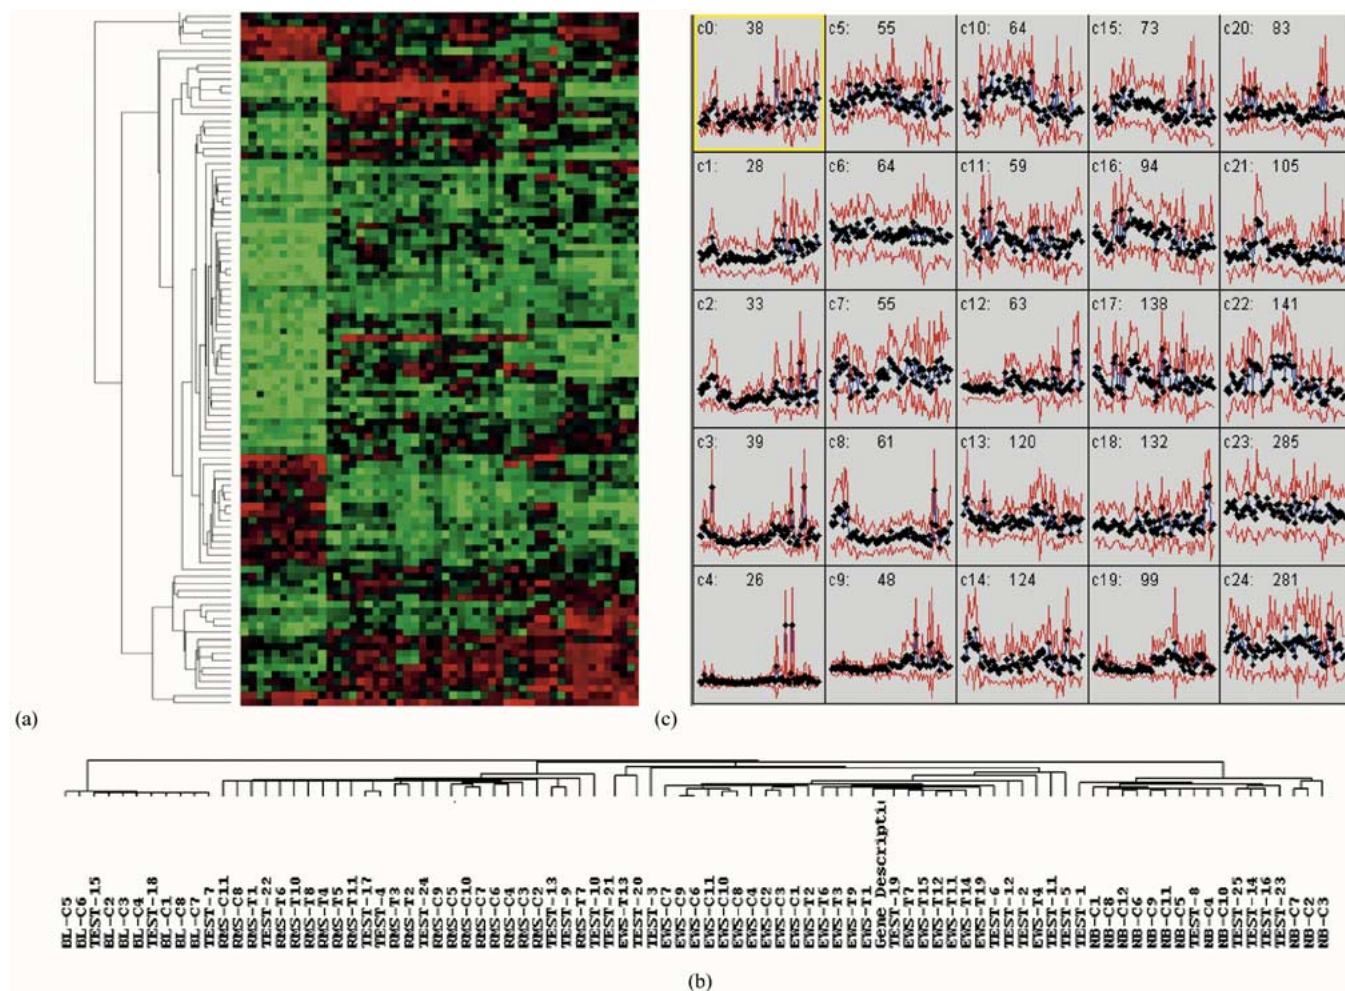 c0: 38
c5: 55
c10: 64
c15: 73
c20: 83
c1: 28
c6: 64
c11: 59
c16: 94
c21: 105
c2: 33
c7: 55
c12: 63
c17: 138
c22: 141
c3: 39
c8: 61
c13: 120
c18: 132
c23: 285
c4: 26
c9: 48
c14: 124
c19: 99
c24: 281
(a)
(c)
BL-C5
BL-C6
TEST-15
BL-C2
BL-C3
BL-C4
TEST-18
BL-C1
BL-C8
BL-C7
TEST-7
RMS-C11
RMS-C8
RMS-T1
TEST-22
RMS-T6
RMS-T10
RMS-T8
RMS-T4
RMS-T5
RMS-T11
TEST-17
TEST-4
RMS-T3
RMS-T2
TEST-24
RMS-C9
RMS-C5
RMS-C10
RMS-C7
RMS-C6
RMS-C4
RMS-C3
RMS-C2
TEST-13
TEST-9
RMS-T7
TEST-10
TEST-21
EWS-T13
TEST-20
TEST-3
EWS-C7
EWS-C9
EWS-C6
EWS-C11
EWS-C10
EWS-C8
EWS-C4
EWS-C2
EWS-C3
EWS-C1
EWS-T2
EWS-T6
EWS-T3
EWS-T9
EWS-T1
Gene Descripti
TEST-19
EWS-T7
EWS-T15
EWS-T12
EWS-T11
EWS-T14
EWS-T19
TEST-6
TEST-12
TEST-2
EWS-T4
TEST-11
TEST-5
TEST-1
NB-C1
NB-C8
NB-C12
NB-C6
NB-C9
NB-C11
NB-C5
TEST-8
NB-C4
NB-C10
TEST-25
TEST-14
TEST-16
TEST-23
NB-C7
NB-C2
NB-C3
(b)